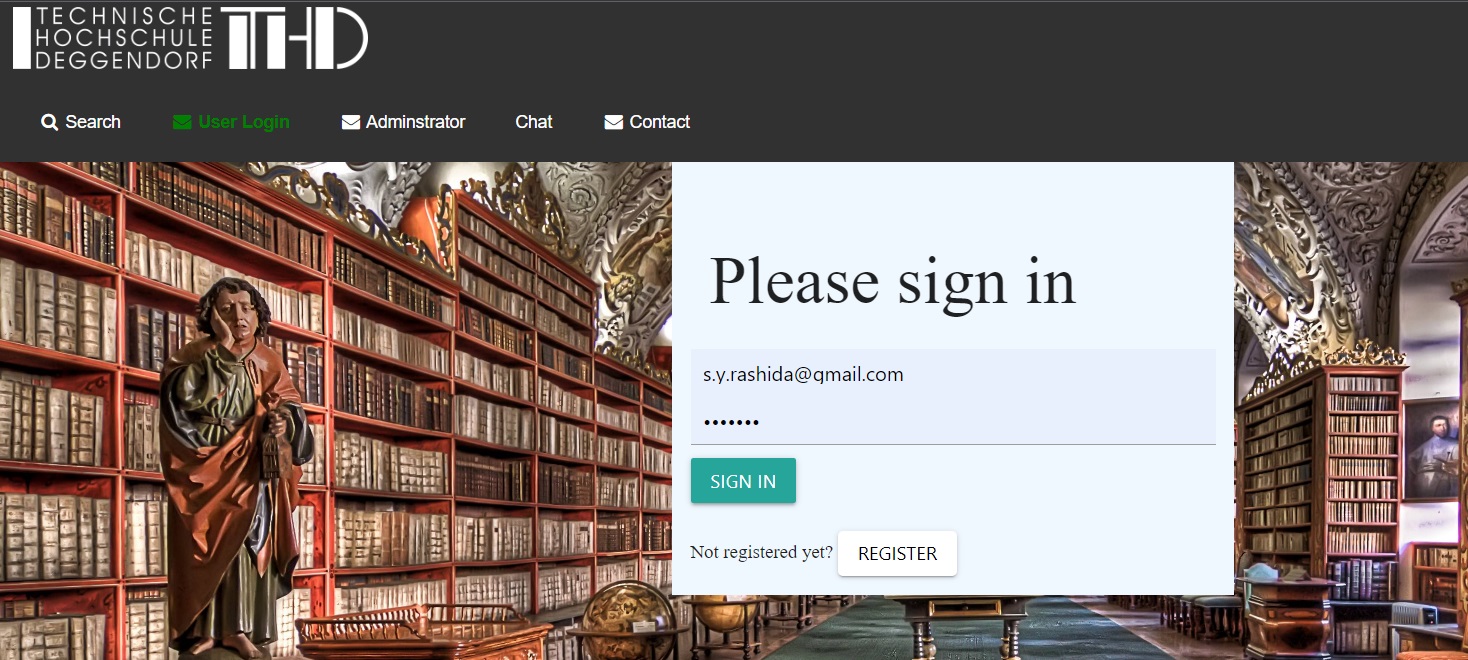 TECHNISCHE
HOCHSCHULE
DEGGENDORF
THD
Search User Login Adminstrator Chat Contact
Please sign in
s.y.rashida@qmail.com
•••••••
SIGN IN
Not registered yet? REGISTER